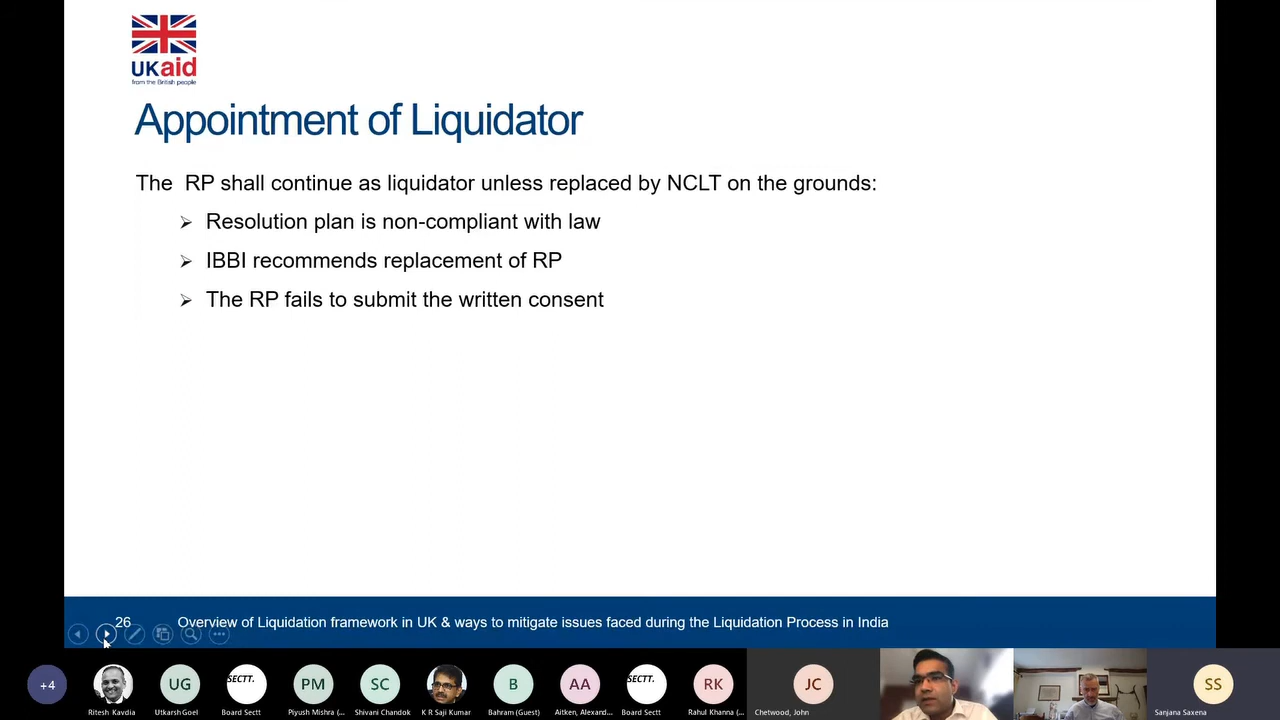 UKaid
from the British people
Appointment of Liquidator
The RP shall continue as liquidator unless replaced by NCLT on the grounds:
➢ Resolution plan is non-compliant with law
➢ IBBI recommends replacement of RP
➢ The RP fails to submit the written consent
26 Overview of Liquidation framework in UK & ways to mitigate issues faced during the Liquidation Process in India
+4 UG SECTT. PM SC B AA SECTT. RK JC SS
Ritesh Kavdia Utkarsh Goel Board Sectt Piyush Mishra (... Shivani Chandok K R Saji Kumar Bahram (Guest) Aitken, Alexand... Board Sectt Rahul Khanna (... Chetwood, John Sanjana Saxena